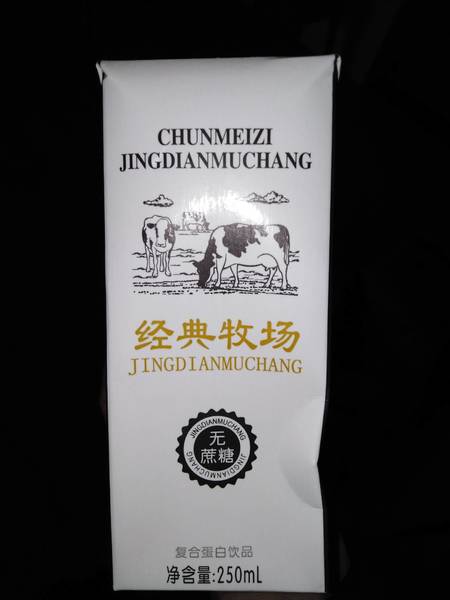 CHUNMEIZI
JINGDIANMUCHANG
经典牧场
JINGDIANMUCHANG
JINGDIANMUCHANG
无
蔗糖
JINGDIANMUCHANG
复合蛋白饮品
净含量:250mL